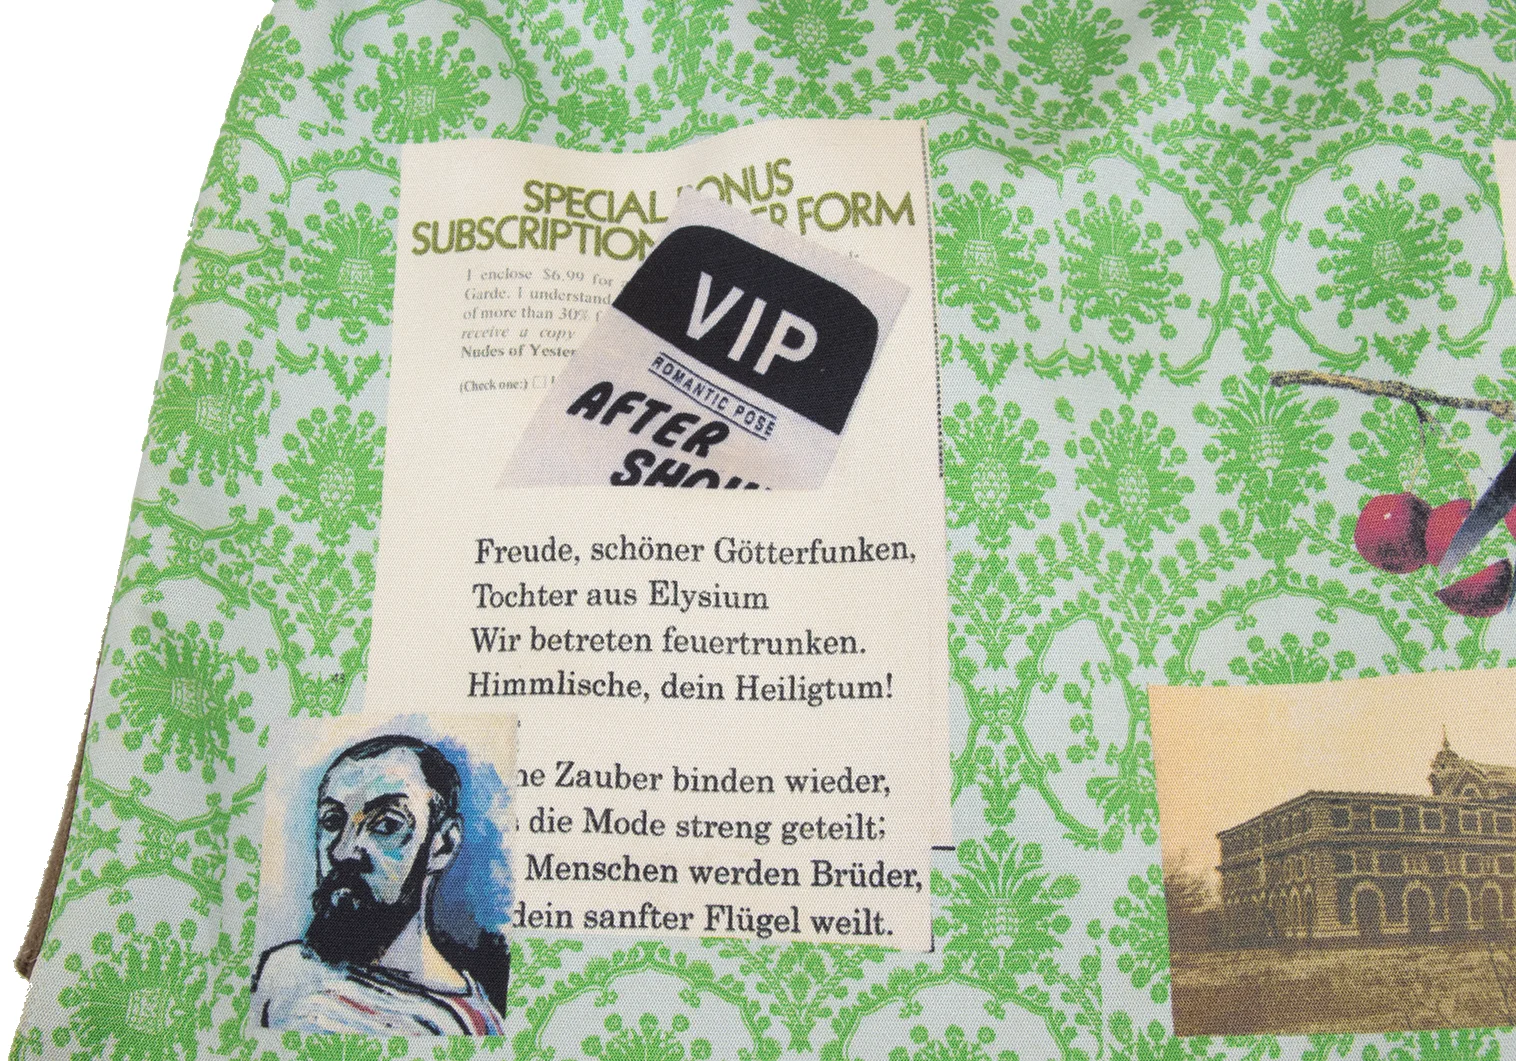 SPECIAL BONUS
SUBSCRIPTION FORM
I enclose $6.99 for
Garde. I understand
of more than 30%
receive a copy
Nudes of Yester
(Check one:)
VIP
ROMANTIC POSE
AFTER
SHOW
Freude, schöner Götterfunken,
Tochter aus Elysium
Wir betreten feuertrunken.
Himmlische, dein Heiligtum!
ne Zauber binden wieder,
die Mode streng geteilt;
Menschen werden Brüder,
dein sanfter Flügel weilt.